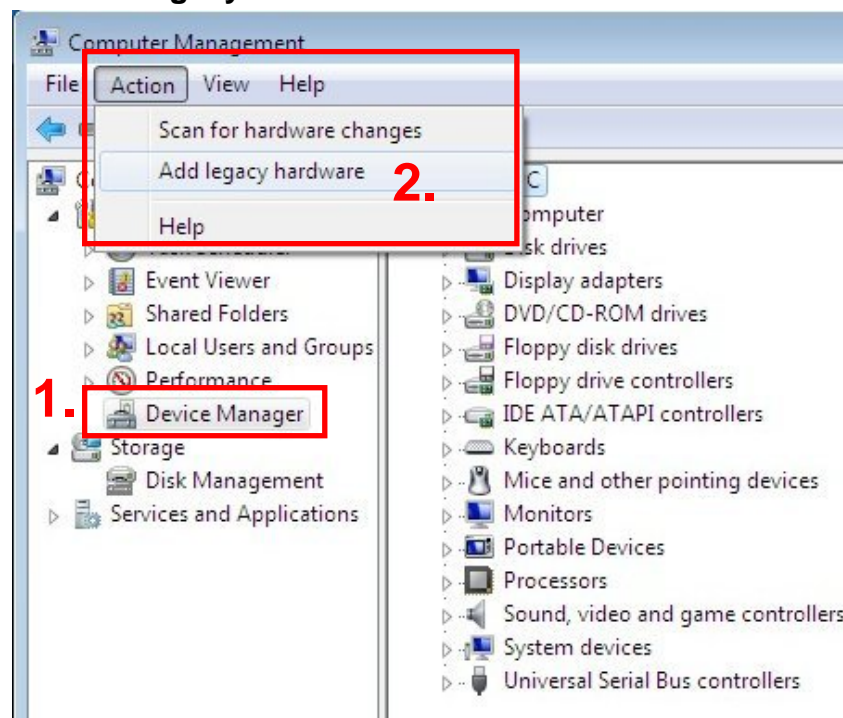 Computer Management
File Action View Help
Scan for hardware changes
Add legacy hardware
2.
Help
C
omputer
Disk drives
Event Viewer
Display adapters
Shared Folders
DVD/CD-ROM drives
Local Users and Groups
Floppy disk drives
Performance
Floppy drive controllers
1.
Device Manager
IDE ATA/ATAPI controllers
Storage
Keyboards
Disk Management
Mice and other pointing devices
Services and Applications
Monitors
Portable Devices
Processors
Sound, video and game controllers
System devices
Universal Serial Bus controllers